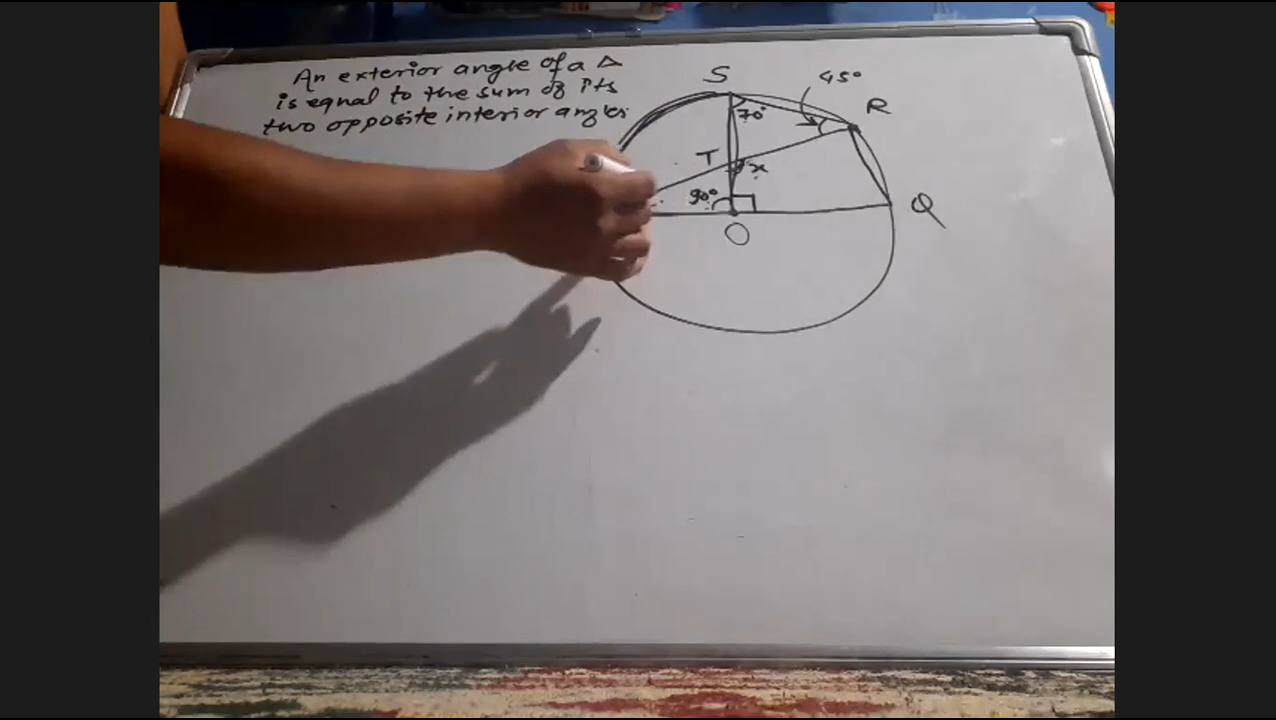 An exterior angle of a Δ
is equal to the sum of its
two opposite interior angles
S
45°
R
70°
T
x
90°
Q
O